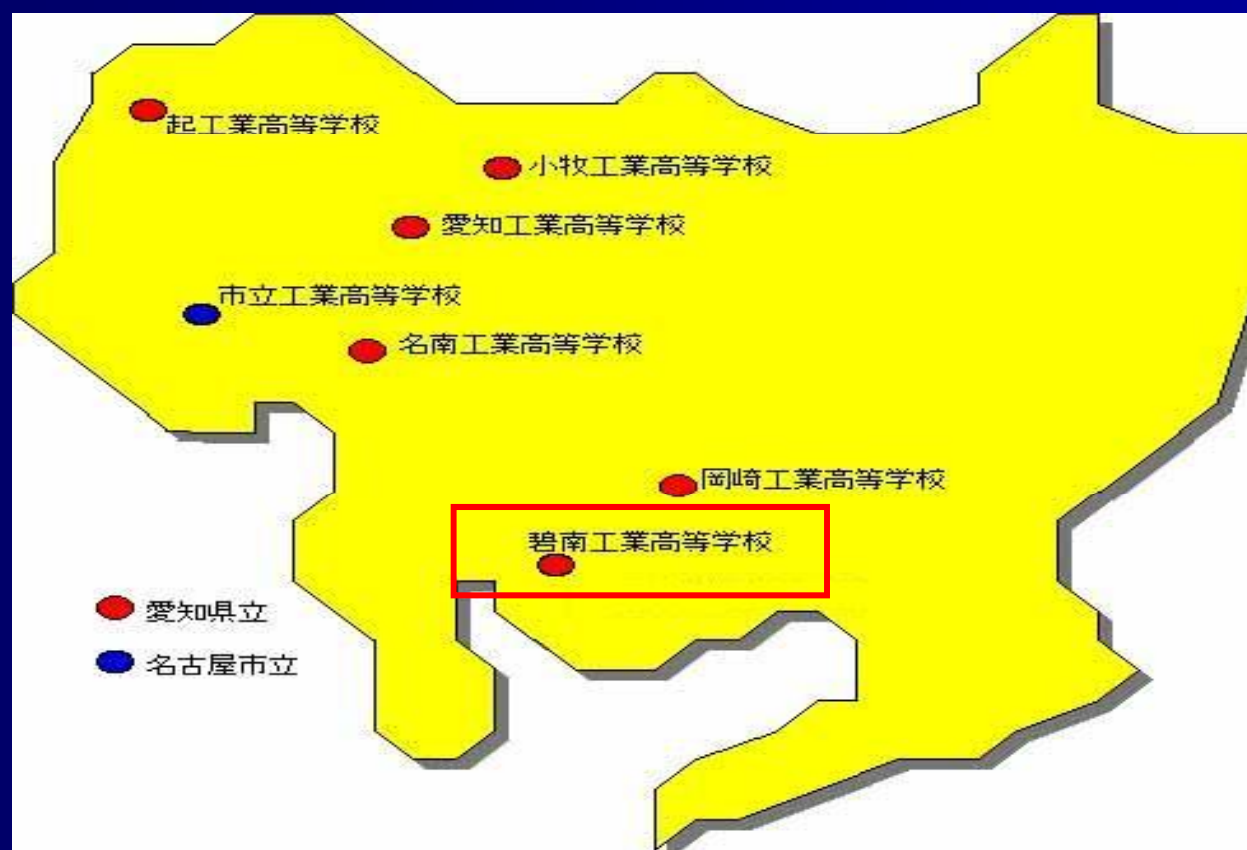 起工業高等学校
小牧工業高等学校
愛知工業高等学校
市立工業高等学校
名南工業高等学校
岡崎工業高等学校
碧南工業高等学校
愛知県立
名古屋市立